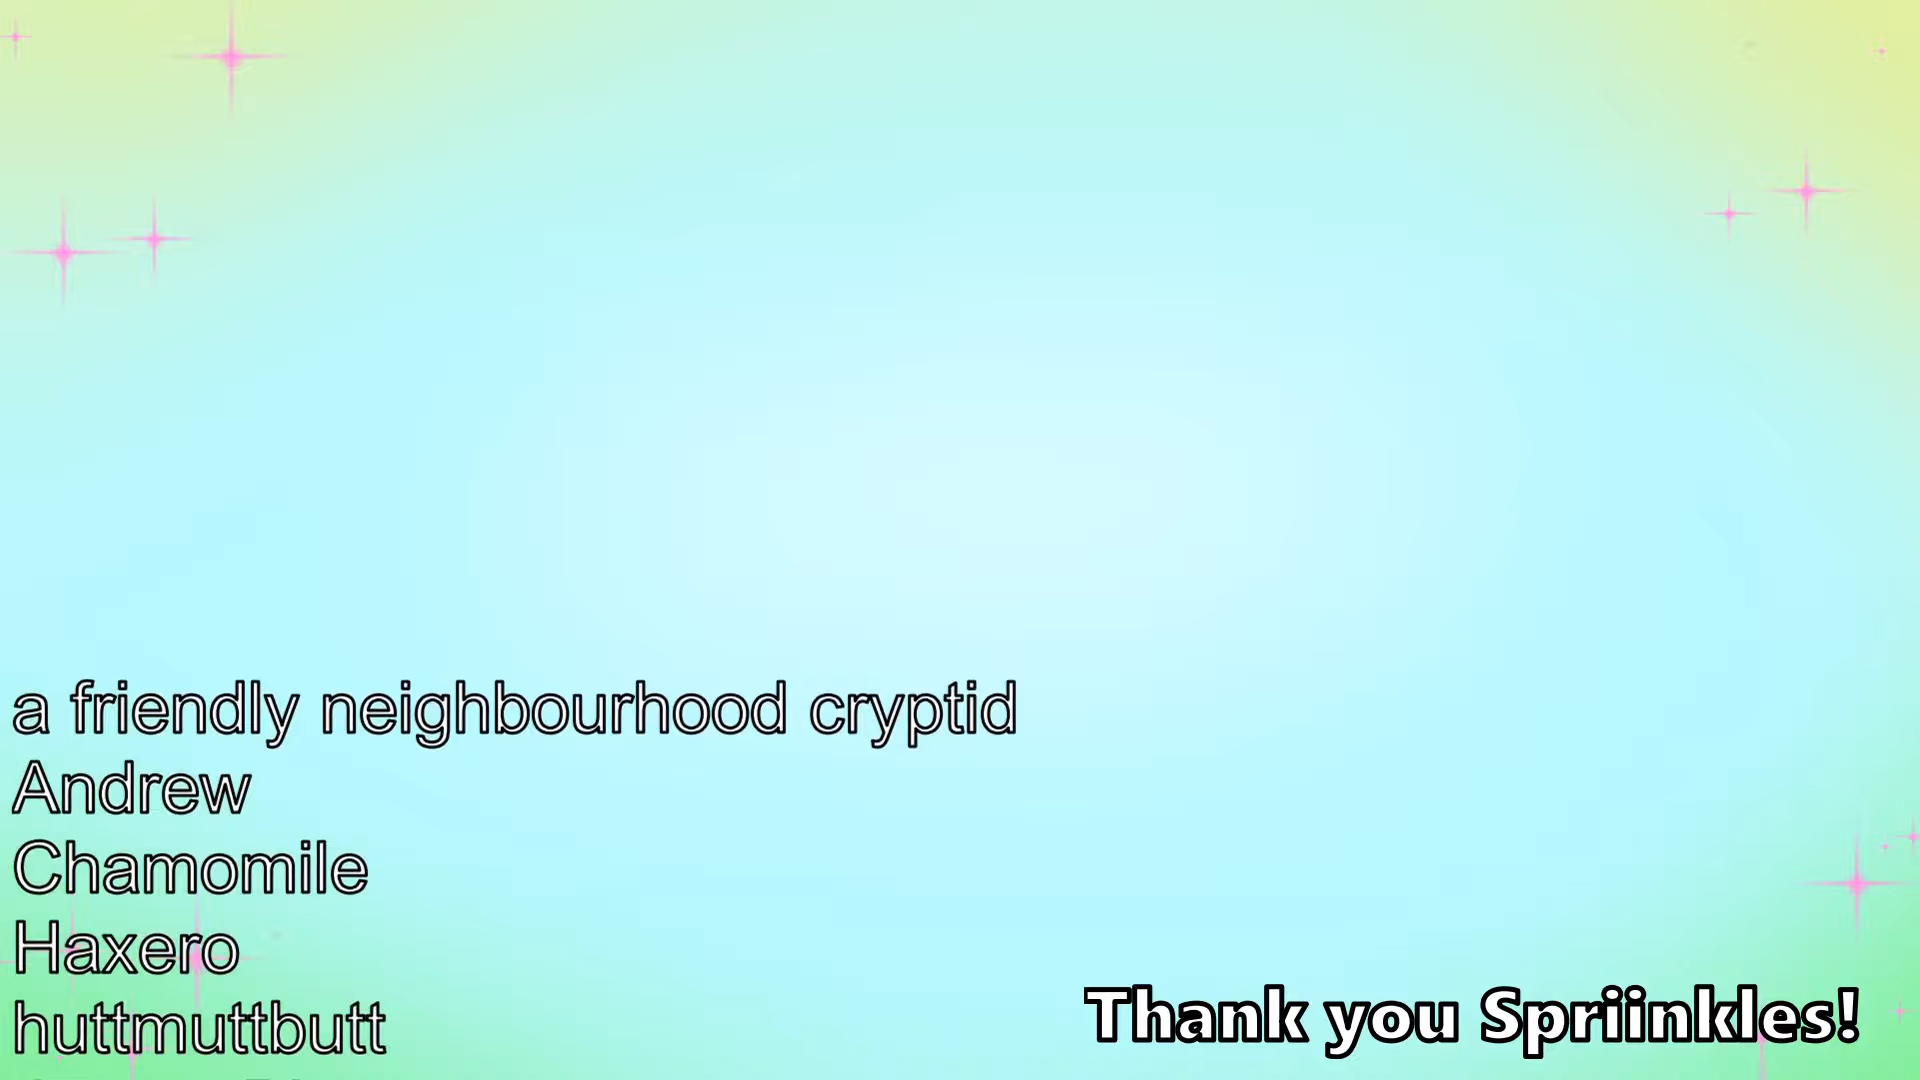 a friendly neighbourhood cryptid
Andrew
Chamomile
Haxero
huttmuttbutt
Thank you Spriinkles!